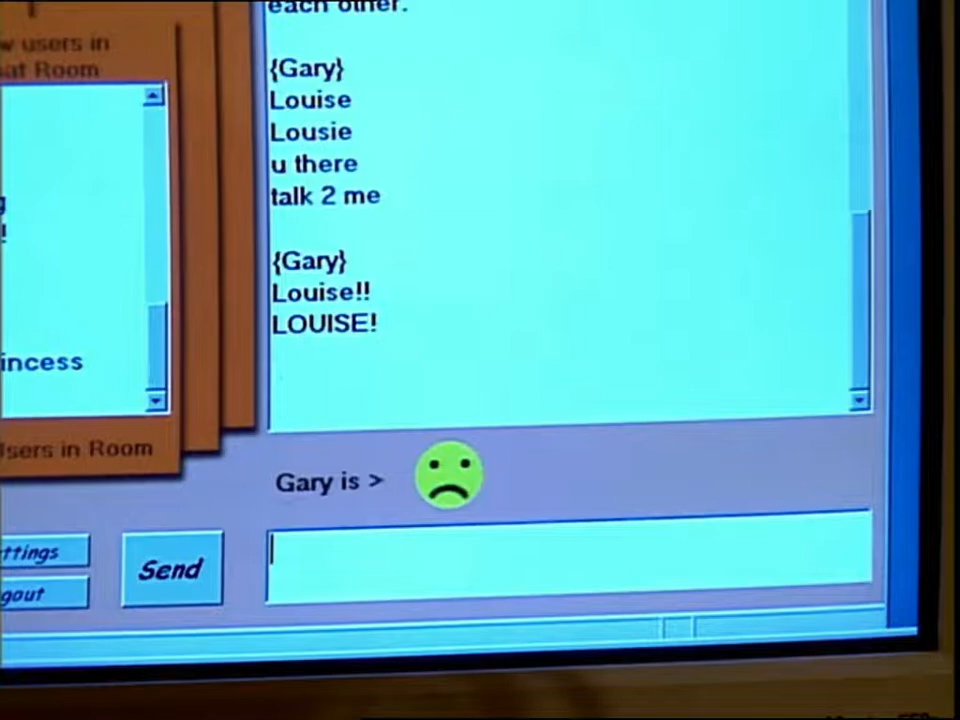 each other.
w users in
at Room
{Gary}
Louise
Lousie
u there
talk 2 me
{Gary}
Louise!!
LOUISE!
incess
sers in Room
Gary is >
ttings
Send
gout